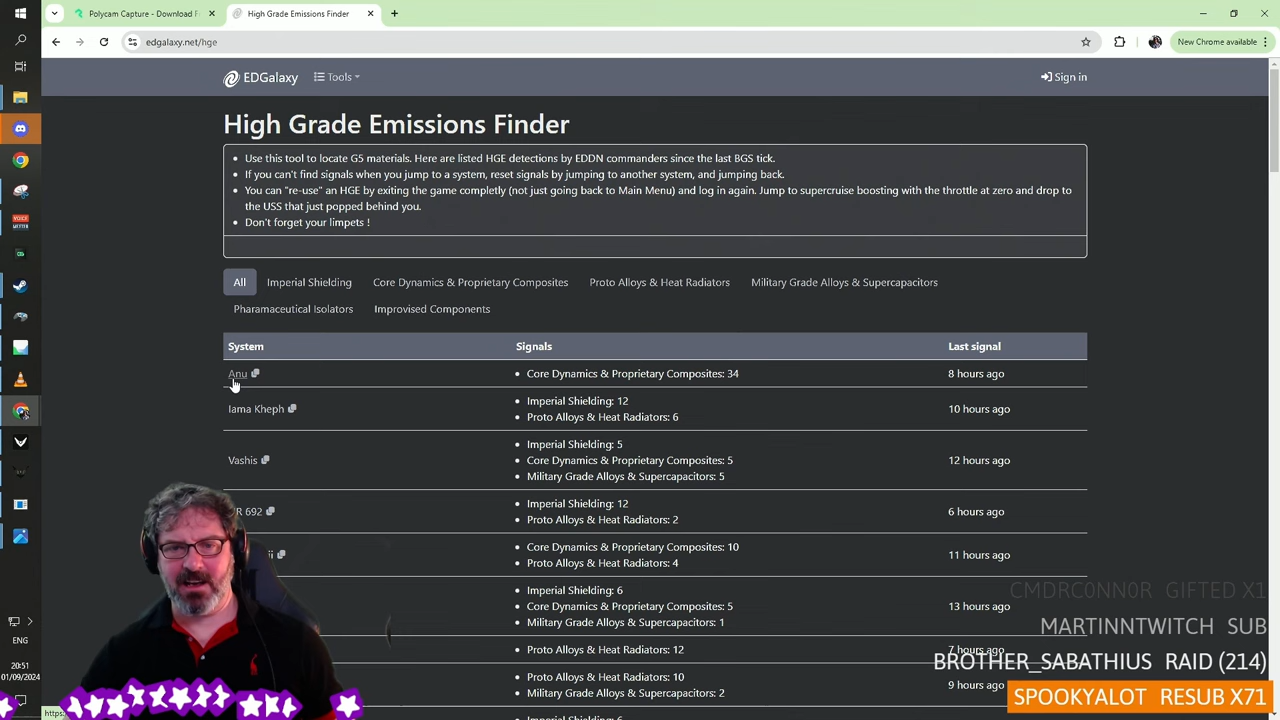 Polycam Capture - Download F
High Grade Emissions Finder
edgalaxy.net/hge
New Chrome available
EDGalaxy
Tools
Sign in
High Grade Emissions Finder
Use this tool to locate G5 materials. Here are listed HGE detections by EDDN commanders since the last BGS tick.
If you can't find signals when you jump to a system, reset signals by jumping to another system, and jumping back.
You can "re-use" an HGE by exiting the game completly (not just going back to Main Menu) and log in again. Jump to supercruise boosting with the throttle at zero and drop to
the USS that just popped behind you.
Don't forget your limpets !
All Imperial Shielding Core Dynamics & Proprietary Composites Proto Alloys & Heat Radiators Military Grade Alloys & Supercapacitors
Pharamaceutical Isolators Improvised Components
System Signals Last signal
Anu Core Dynamics & Proprietary Composites: 34 8 hours ago
Iama Kheph Imperial Shielding: 12 10 hours ago
Proto Alloys & Heat Radiators: 6
Imperial Shielding: 5
Vashis Core Dynamics & Proprietary Composites: 5 12 hours ago
Military Grade Alloys & Supercapacitors: 5
Imperial Shielding: 12
R 692 6 hours ago
Proto Alloys & Heat Radiators: 2
Core Dynamics & Proprietary Composites: 10
11 hours ago
Proto Alloys & Heat Radiators: 4
Imperial Shielding: 6
CMDRC0NN0R GIFTED X1
Core Dynamics & Proprietary Composites: 5 13 hours ago
Military Grade Alloys & Supercapacitors: 1
MARTINNTWITCH SUB
Proto Alloys & Heat Radiators: 12 7 hours ago
BROTHER_SABATHIUS RAID (214)
Proto Alloys & Heat Radiators: 10
9 hours ago
Military Grade Alloys & Supercapacitors: 2
SPOOKYALOT RESUB X71
ENG
20:51
01/09/2024
https: